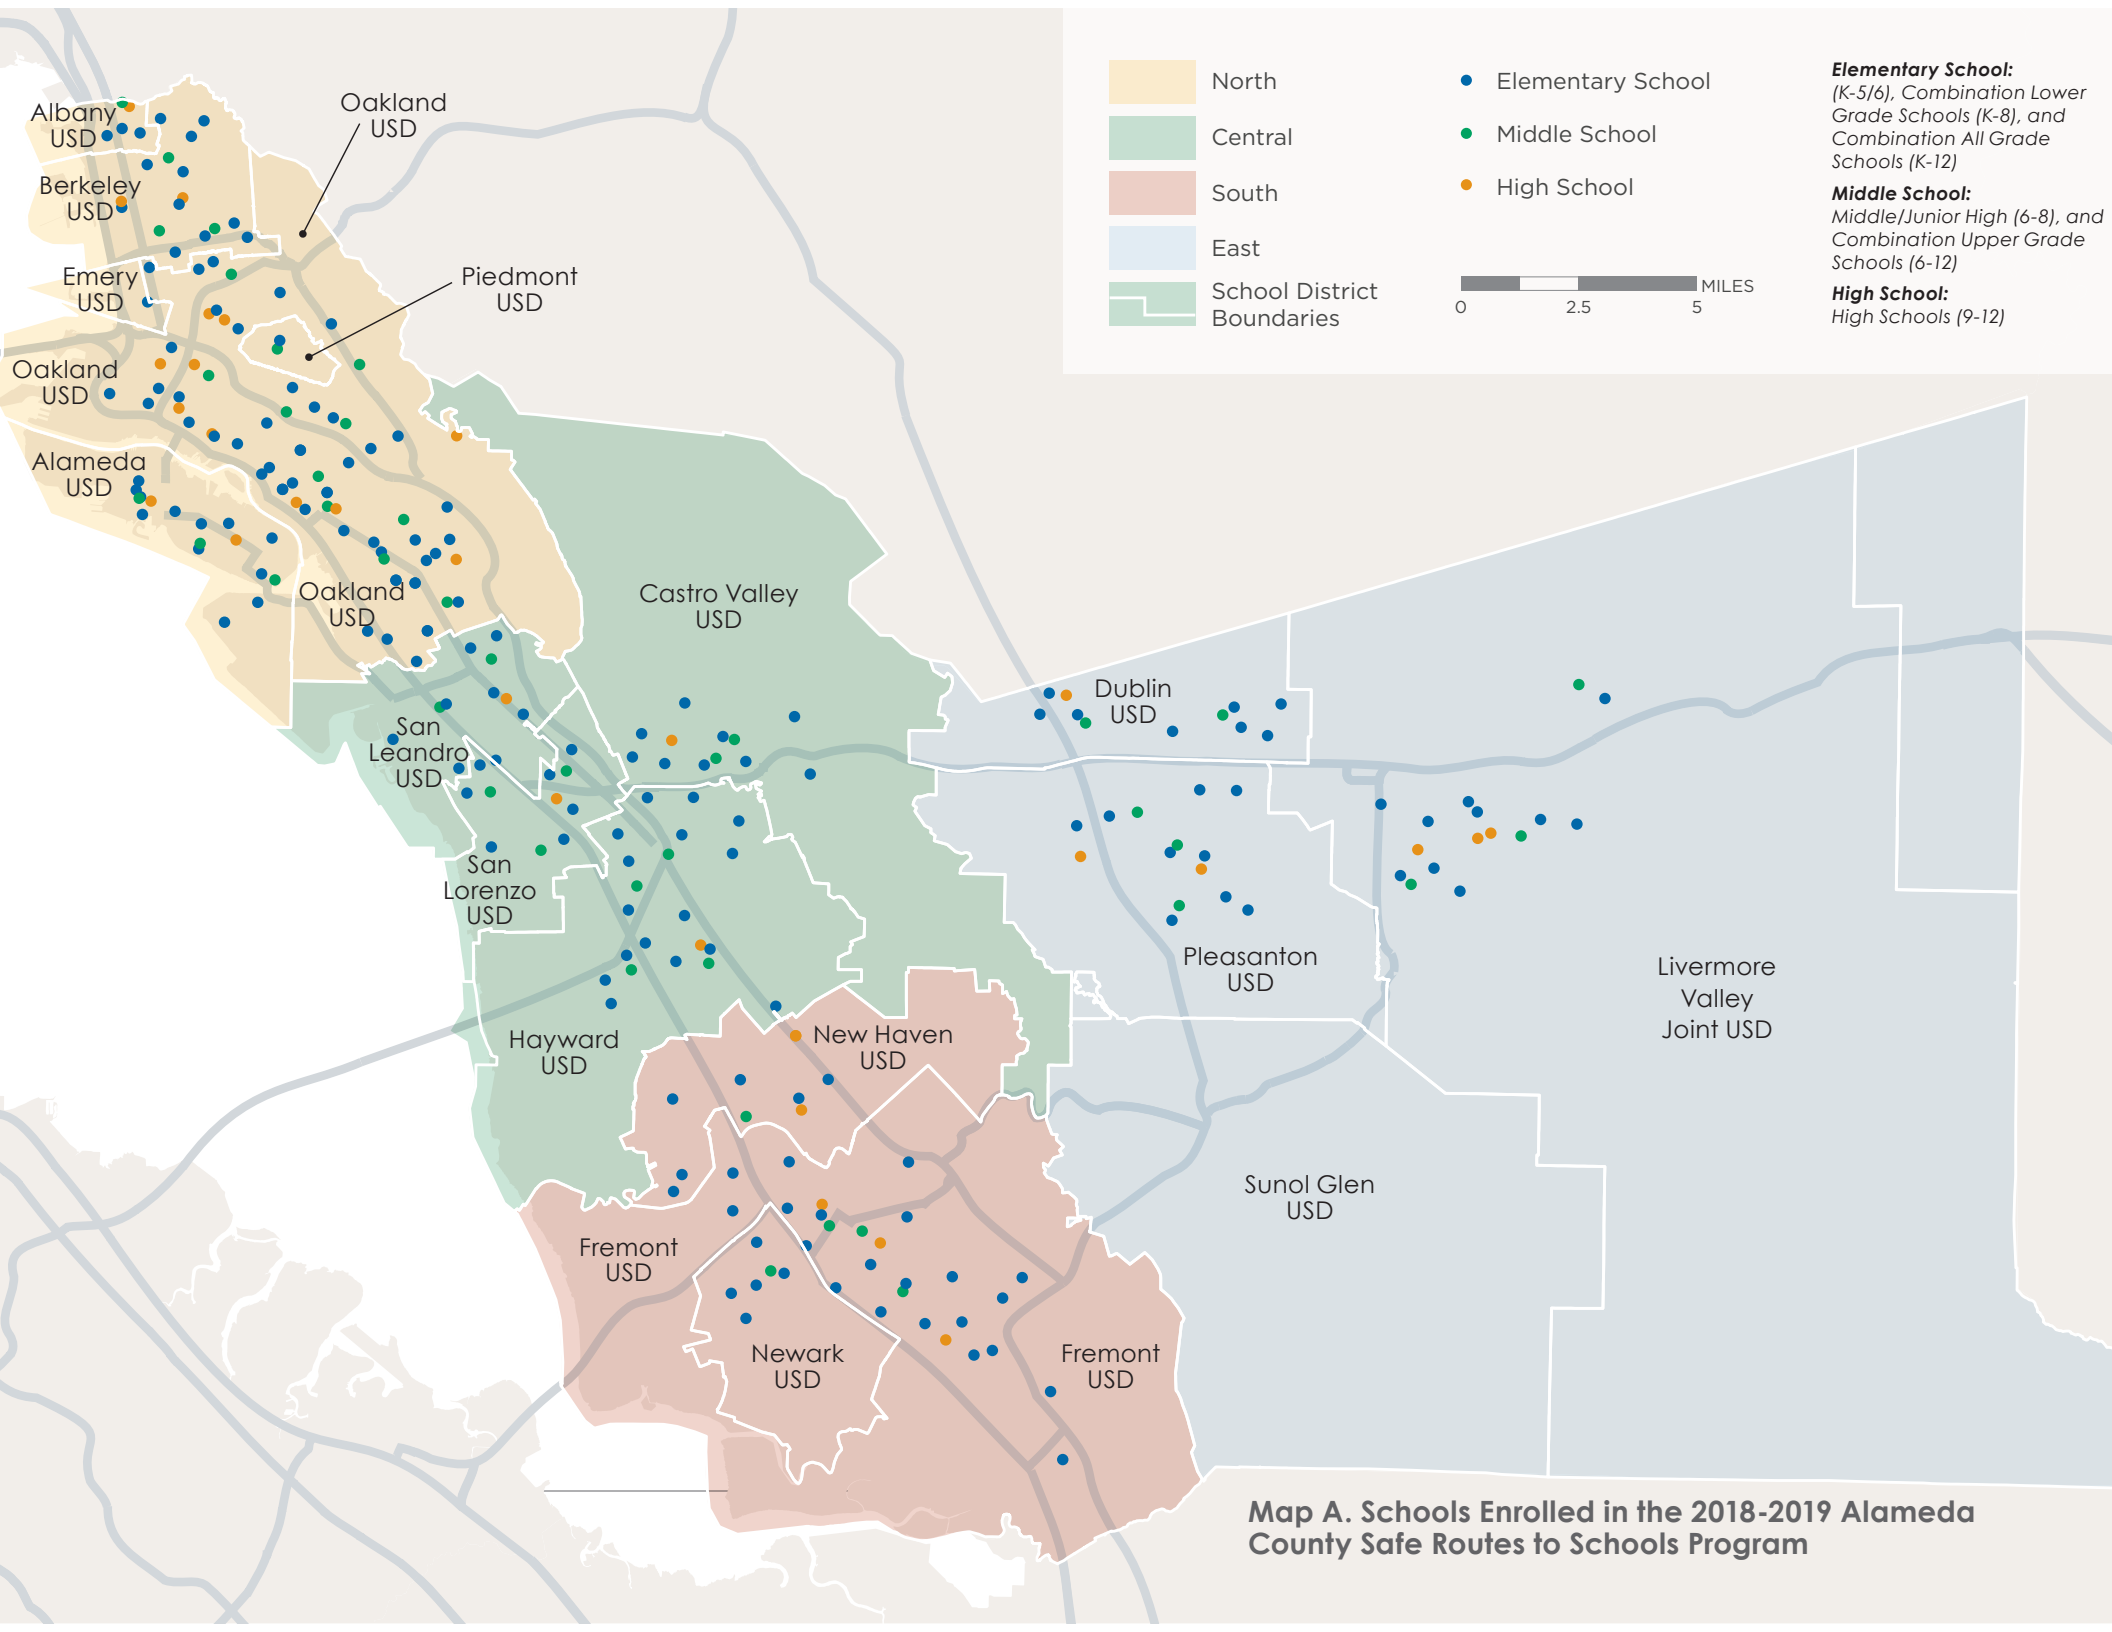 North
Central
South
East
School District
Boundaries
Elementary School
Middle School
High School
MILES
0
2.5
5
Elementary School:
(K-5/6), Combination Lower
Grade Schools (K-8), and
Combination All Grade
Schools (K-12)
Middle School:
Middle/Junior High (6-8), and
Combination Upper Grade
Schools (6-12)
High School:
High Schools (9-12)
Albany
USD
Oakland
USD
Berkeley
USD
Emery
USD
Piedmont
USD
Oakland
USD
Alameda
USD
Oakland
USD
Castro Valley
USD
San
Leandro
USD
Dublin
USD
San
Lorenzo
USD
Pleasanton
USD
Livermore
Valley
Joint USD
Hayward
USD
New Haven
USD
Sunol Glen
USD
Fremont
USD
Newark
USD
Fremont
USD
Map A. Schools Enrolled in the 2018-2019 Alameda
County Safe Routes to Schools Program